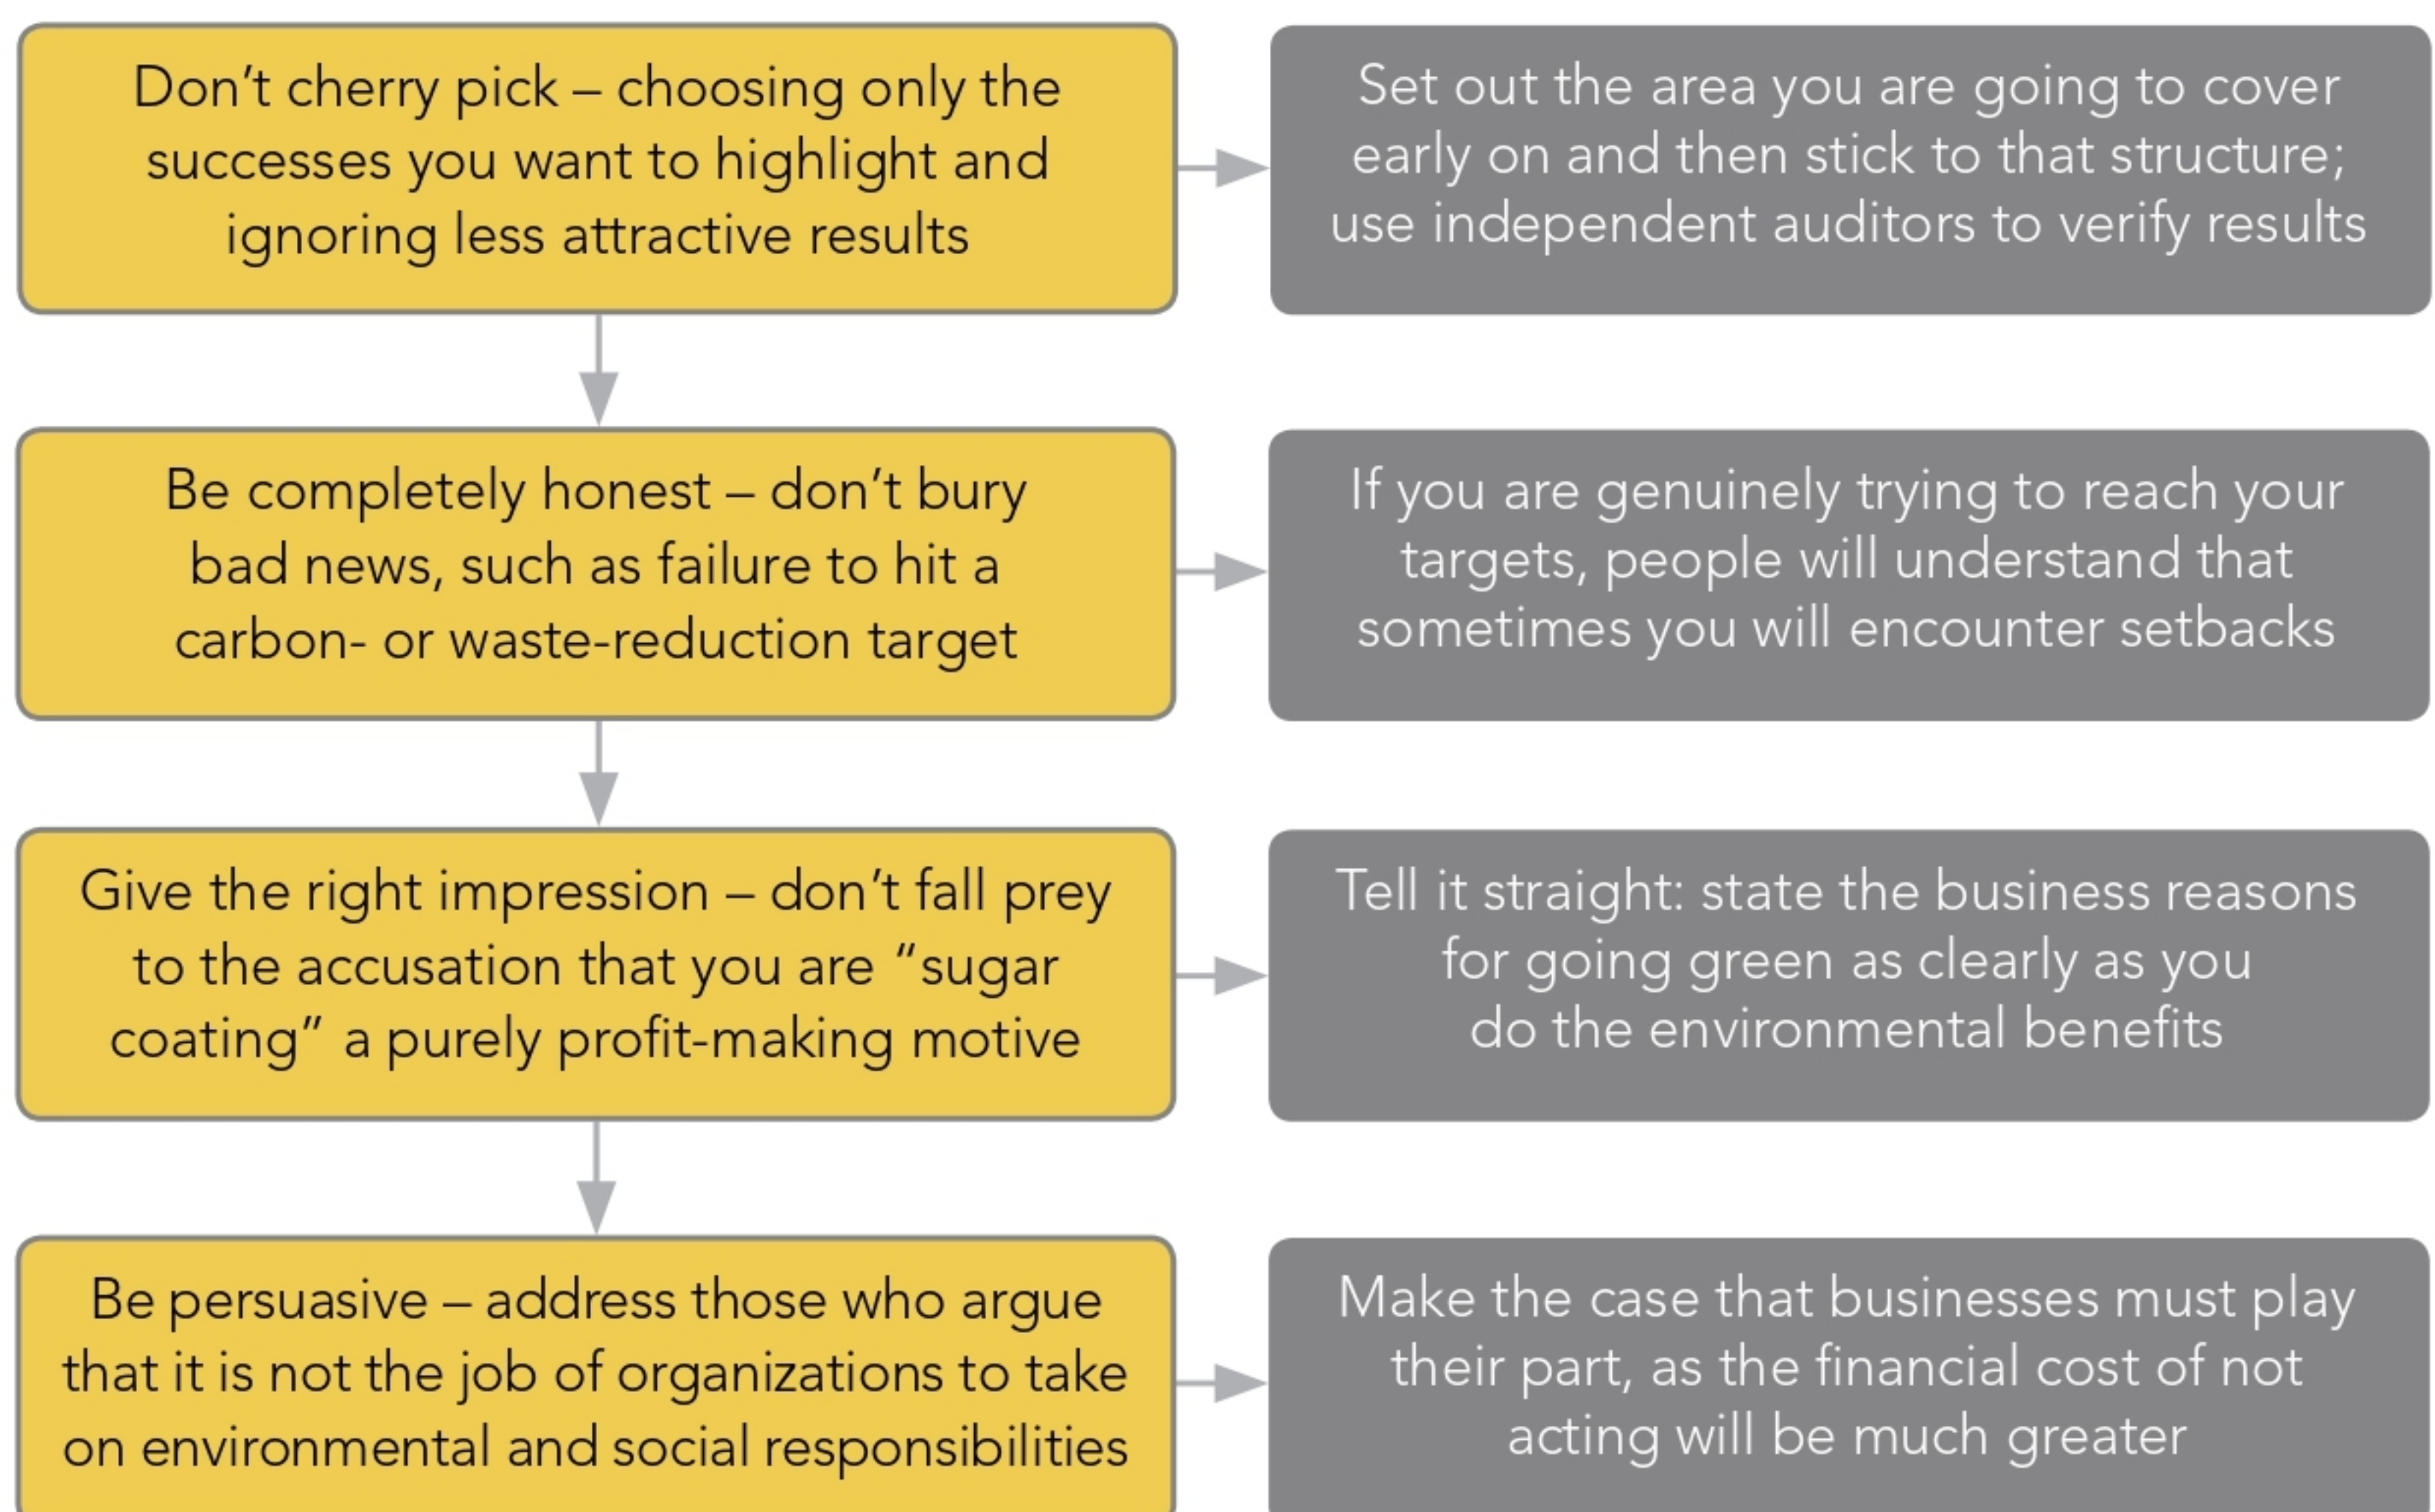 Don’t cherry pick – choosing only the
successes you want to highlight and
ignoring less attractive results
Set out the area you are going to cover
early on and then stick to that structure;
use independent auditors to verify results
Be completely honest – don’t bury
bad news, such as failure to hit a
carbon- or waste-reduction target
If you are genuinely trying to reach your
targets, people will understand that
sometimes you will encounter setbacks
Give the right impression – don’t fall prey
to the accusation that you are “sugar
coating” a purely profit-making motive
Tell it straight: state the business reasons
for going green as clearly as you
do the environmental benefits
Be persuasive – address those who argue
that it is not the job of organizations to take
on environmental and social responsibilities
Make the case that businesses must play
their part, as the financial cost of not
acting will be much greater